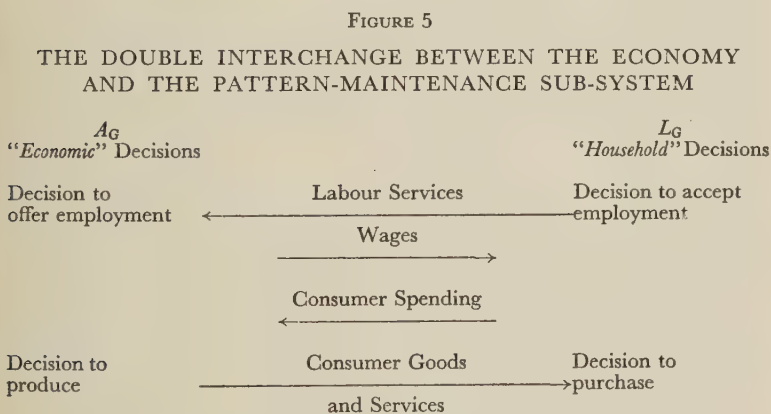 FIGURE 5
THE DOUBLE INTERCHANGE BETWEEN THE ECONOMY
AND THE PATTERN-MAINTENANCE SUB-SYSTEM
AG
"Economic" Decisions
LG
"Household" Decisions
Decision to
offer employment
Labour Services
Decision to accept
employment
Wages
Consumer Spending
Decision to
produce
Consumer Goods
and Services
Decision to
purchase